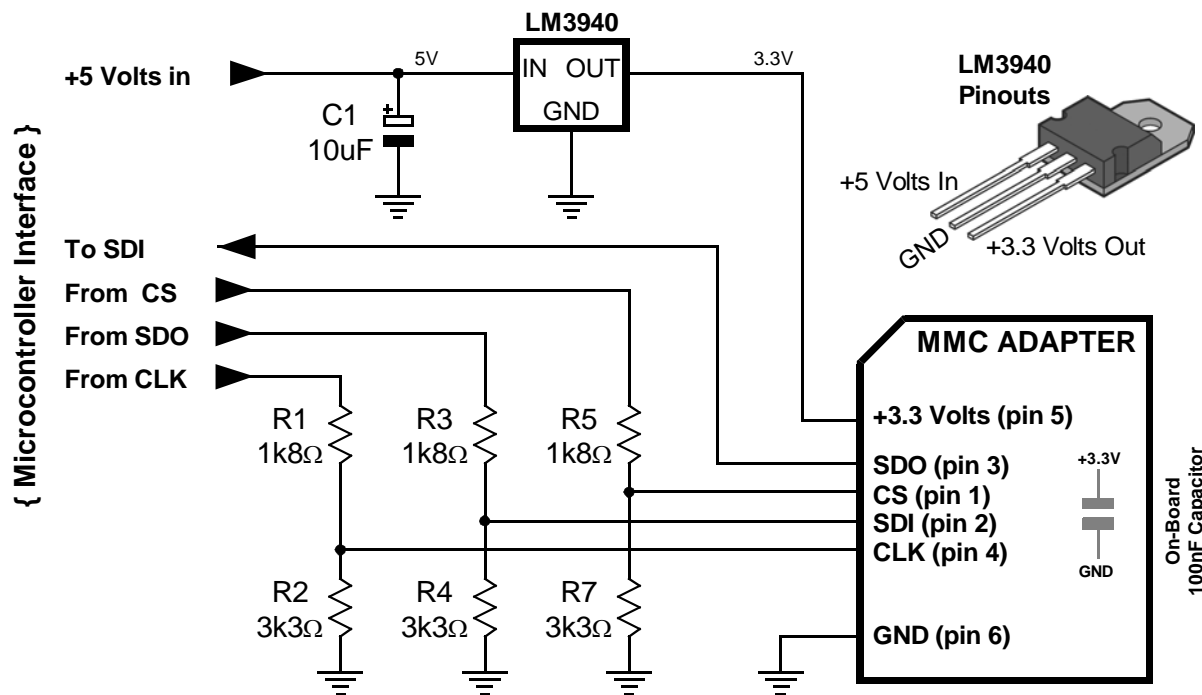 LM3940
+5 Volts in
5V
IN OUT
GND
3.3V
C1
10uF
LM3940
Pinouts
+5 Volts In
GND
+3.3 Volts Out
{ Microcontroller Interface }
To SDI
From CS
From SDO
From CLK
R1
1k8Ω
R3
1k8Ω
R5
1k8Ω
R2
3k3Ω
R4
3k3Ω
R7
3k3Ω
MMC ADAPTER
+3.3 Volts (pin 5)
SDO (pin 3)
CS (pin 1)
SDI (pin 2)
CLK (pin 4)
GND (pin 6)
+3.3V
GND
On-Board
100nF Capacitor